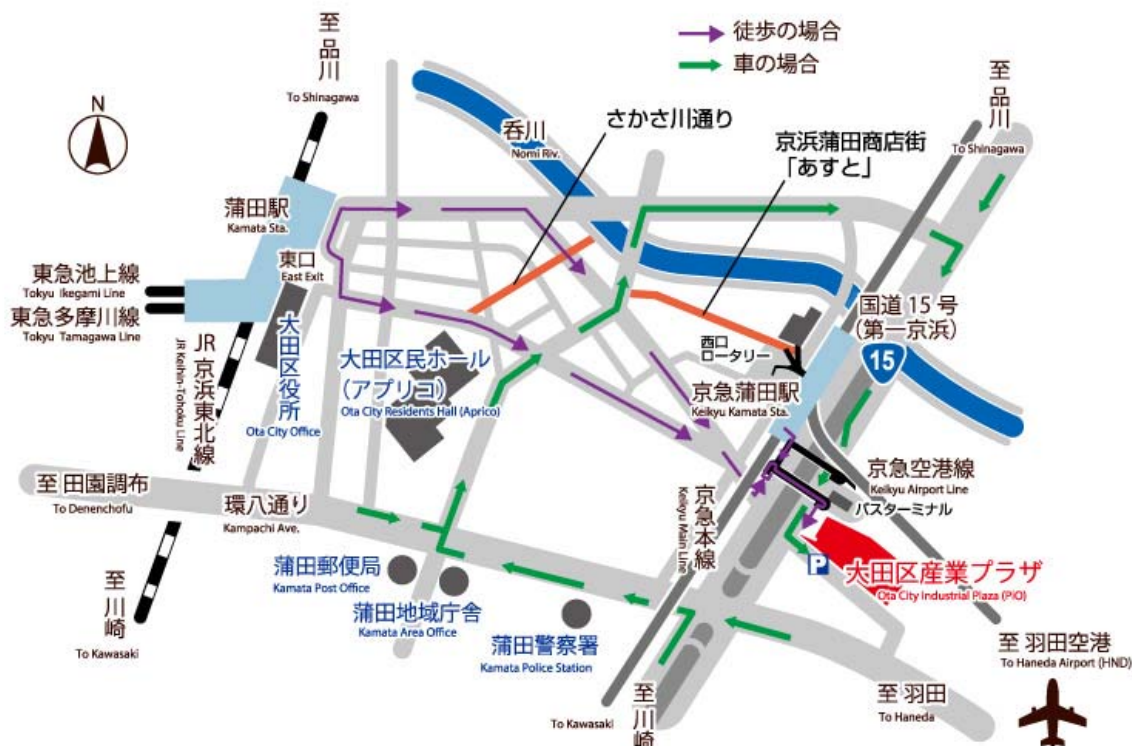 徒歩の場合
車の場合
至 品川
To Shinagawa
N
さかさ川通り
呑川
Nomi Riv.
京浜蒲田商店街
「あすと」
至 品川
To Shinagawa
蒲田駅
Kamata Sta.
東口
East Exit
東急池上線
Tokyu Ikegami Line
東急多摩川線
Tokyu Tamagawa Line
JR京浜東北線
JR Keihin-Tohoku Line
大田区役所
Ota City Office
大田区民ホール
(アプリコ)
Ota City Residents Hall (Aprico)
西口
ロータリー
京急蒲田駅
Keikyu Kamata Sta.
国道 15 号
(第一京浜)
15
京急空港線
Keikyu Airport Line
バスターミナル
京急本線
Keikyu Main Line
至 田園調布
To Denenchofu
環八通り
Kampachi Ave.
蒲田郵便局
Kamata Post Office
蒲田地域庁舎
Kamata Area Office
蒲田警察署
Kamata Police Station
P
大田区産業プラザ
Ota City Industrial Plaza (PiO)
至 川崎
To Kawasaki
至 川崎
To Kawasaki
至 羽田
To Haneda
至 羽田空港
To Haneda Airport (HND)